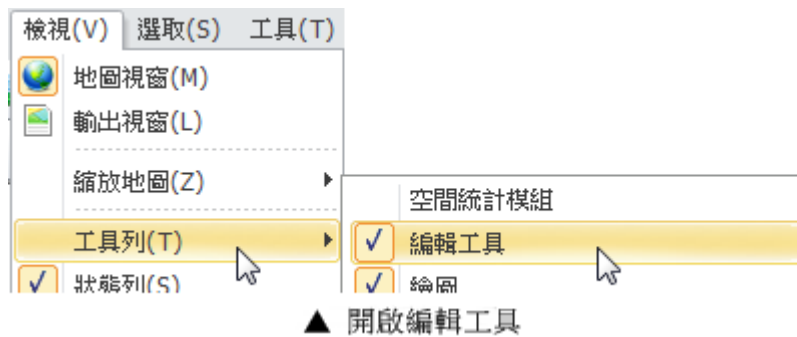 檢視(V) 選取(S) 工具(T)
地圖視窗(M)
輸出視窗(L)
縮放地圖(Z)
空間統計模組
工具列(T)
編輯工具
狀態列(S)
繪圖
▲ 開啟編輯工具